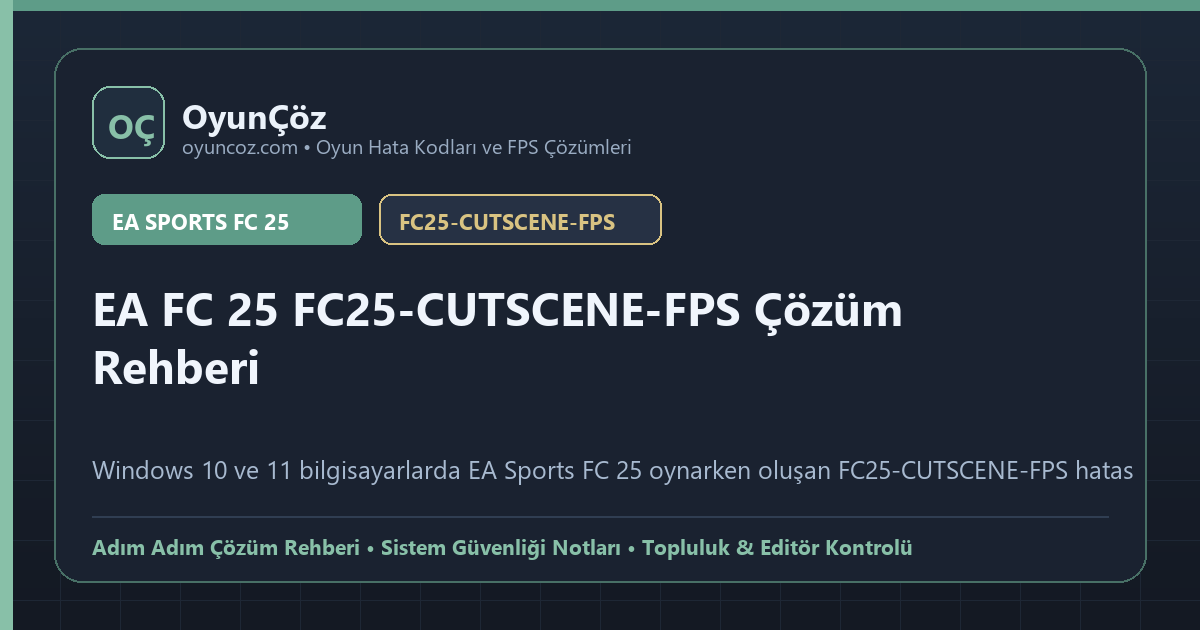 OÇ
OyunÇöz
oyuncoz.com • Oyun Hata Kodları ve FPS Çözümleri
EA SPORTS FC 25
FC25-CUTSCENE-FPS
EA FC 25 FC25-CUTSCENE-FPS Çözüm
Rehberi
Windows 10 ve 11 bilgisayarlarda EA Sports FC 25 oynarken oluşan FC25-CUTSCENE-FPS hatas
Adım Adım Çözüm Rehberi • Sistem Güvenliği Notları • Topluluk & Editör Kontrolü